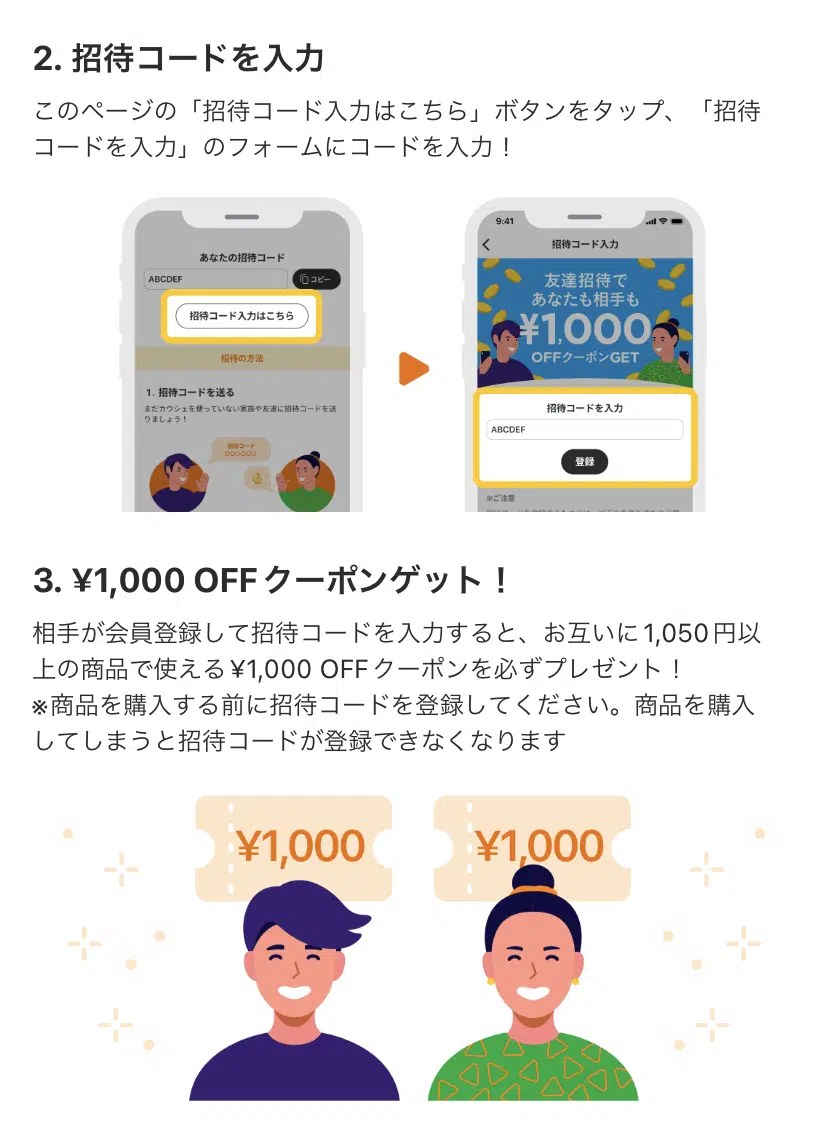 2. 招待コードを入力
このページの「招待コード入力はこちら」ボタンをタップ、「招待
コードを入力」のフォームにコードを入力！
あなたの招待コード
ABCDEF
コピー
招待コード入力はこちら
招待の方法
1. 招待コードを送る
まだカウシェを使っていない家族や友達に招待コードを送
りましょう！
招待コード
○○○○○○
9:41
招待コード入力
友達招待で
あなたも相手も
¥1,000
OFFクーポンGET
招待コードを入力
ABCDEF
登録
※ご注意
3. ¥1,000 OFFクーポンゲット！
相手が会員登録して招待コードを入力すると、お互いに1,050円以
上の商品で使える¥1,000 OFFクーポンを必ずプレゼント！
※商品を購入する前に招待コードを登録してください。商品を購入
してしまうと招待コードが登録できなくなります
¥1,000
¥1,000